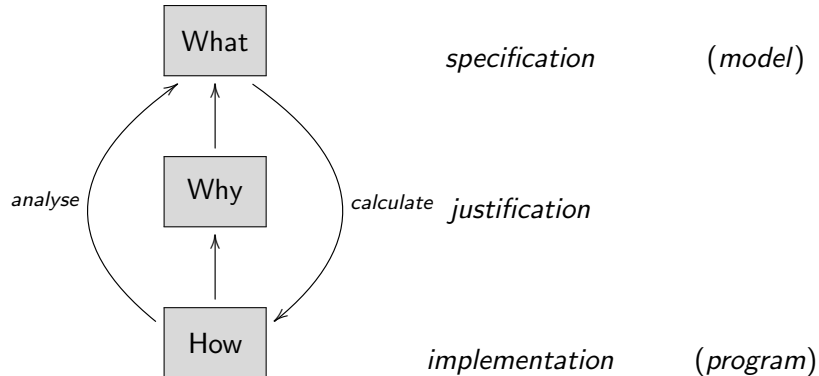 What specification (model)
analyse Why calculate justification
How implementation (program)